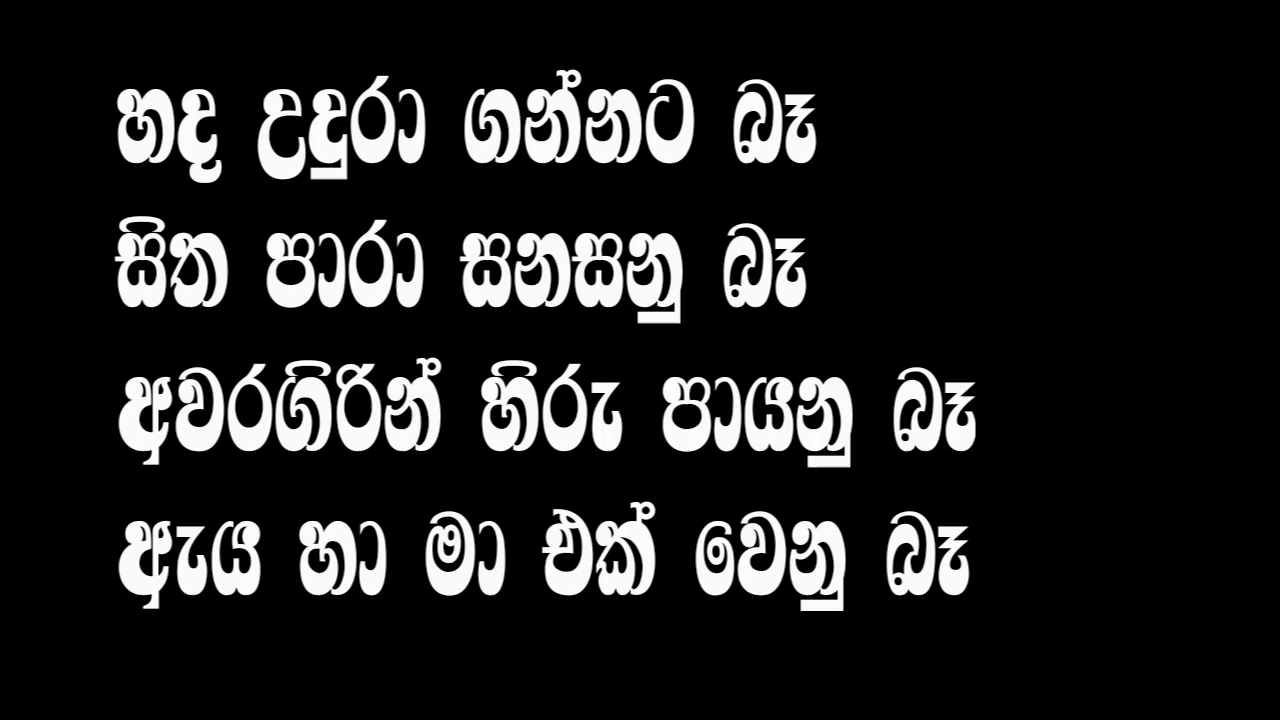 හද උදුරා ගන්නට බෑ
සිත පාරා සනසනු බෑ
අවරගිරින් හිරු පායනු බෑ
ඇය හා මා එක් වෙනු බෑ